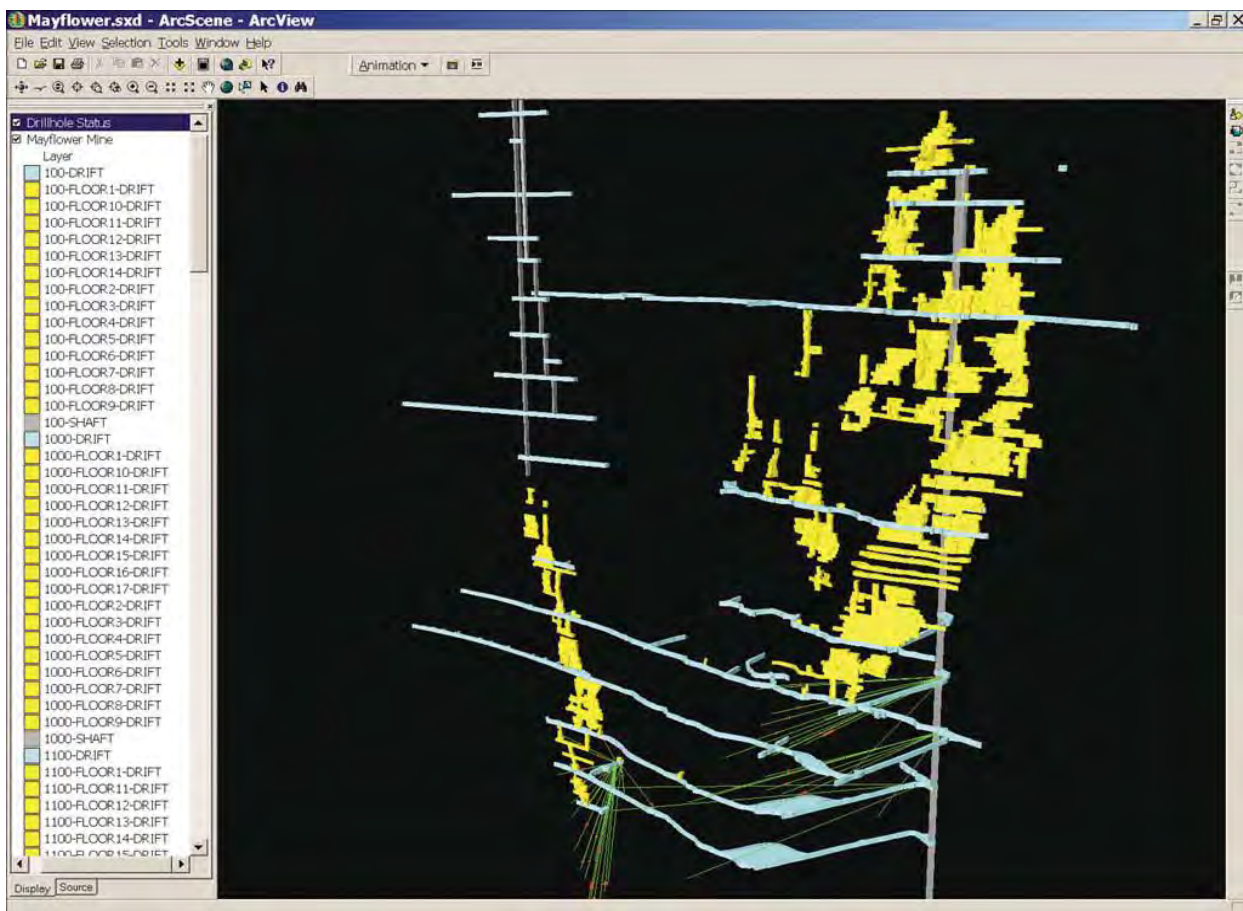 Mayflower.sxd - ArcScene - ArcView
File Edit View Selection Tools Window Help
Animation
Drillhole Status
Mayflower Mine
Layer
100-DRIFT
100-FLOOR1-DRIFT
100-FLOOR10-DRIFT
100-FLOOR11-DRIFT
100-FLOOR12-DRIFT
100-FLOOR13-DRIFT
100-FLOOR14-DRIFT
100-FLOOR2-DRIFT
100-FLOOR3-DRIFT
100-FLOOR4-DRIFT
100-FLOOR5-DRIFT
100-FLOOR6-DRIFT
100-FLOOR7-DRIFT
100-FLOOR8-DRIFT
100-FLOOR9-DRIFT
100-SHAFT
1000-DRIFT
1000-FLOOR1-DRIFT
1000-FLOOR10-DRIFT
1000-FLOOR11-DRIFT
1000-FLOOR12-DRIFT
1000-FLOOR13-DRIFT
1000-FLOOR14-DRIFT
1000-FLOOR15-DRIFT
1000-FLOOR16-DRIFT
1000-FLOOR17-DRIFT
1000-FLOOR2-DRIFT
1000-FLOOR3-DRIFT
1000-FLOOR4-DRIFT
1000-FLOOR5-DRIFT
1000-FLOOR6-DRIFT
1000-FLOOR7-DRIFT
1000-FLOOR8-DRIFT
1000-FLOOR9-DRIFT
1000-SHAFT
1100-DRIFT
1100-FLOOR1-DRIFT
1100-FLOOR11-DRIFT
1100-FLOOR12-DRIFT
1100-FLOOR13-DRIFT
1100-FLOOR14-DRIFT
1100-FLOOR15-DRIFT
Display Source